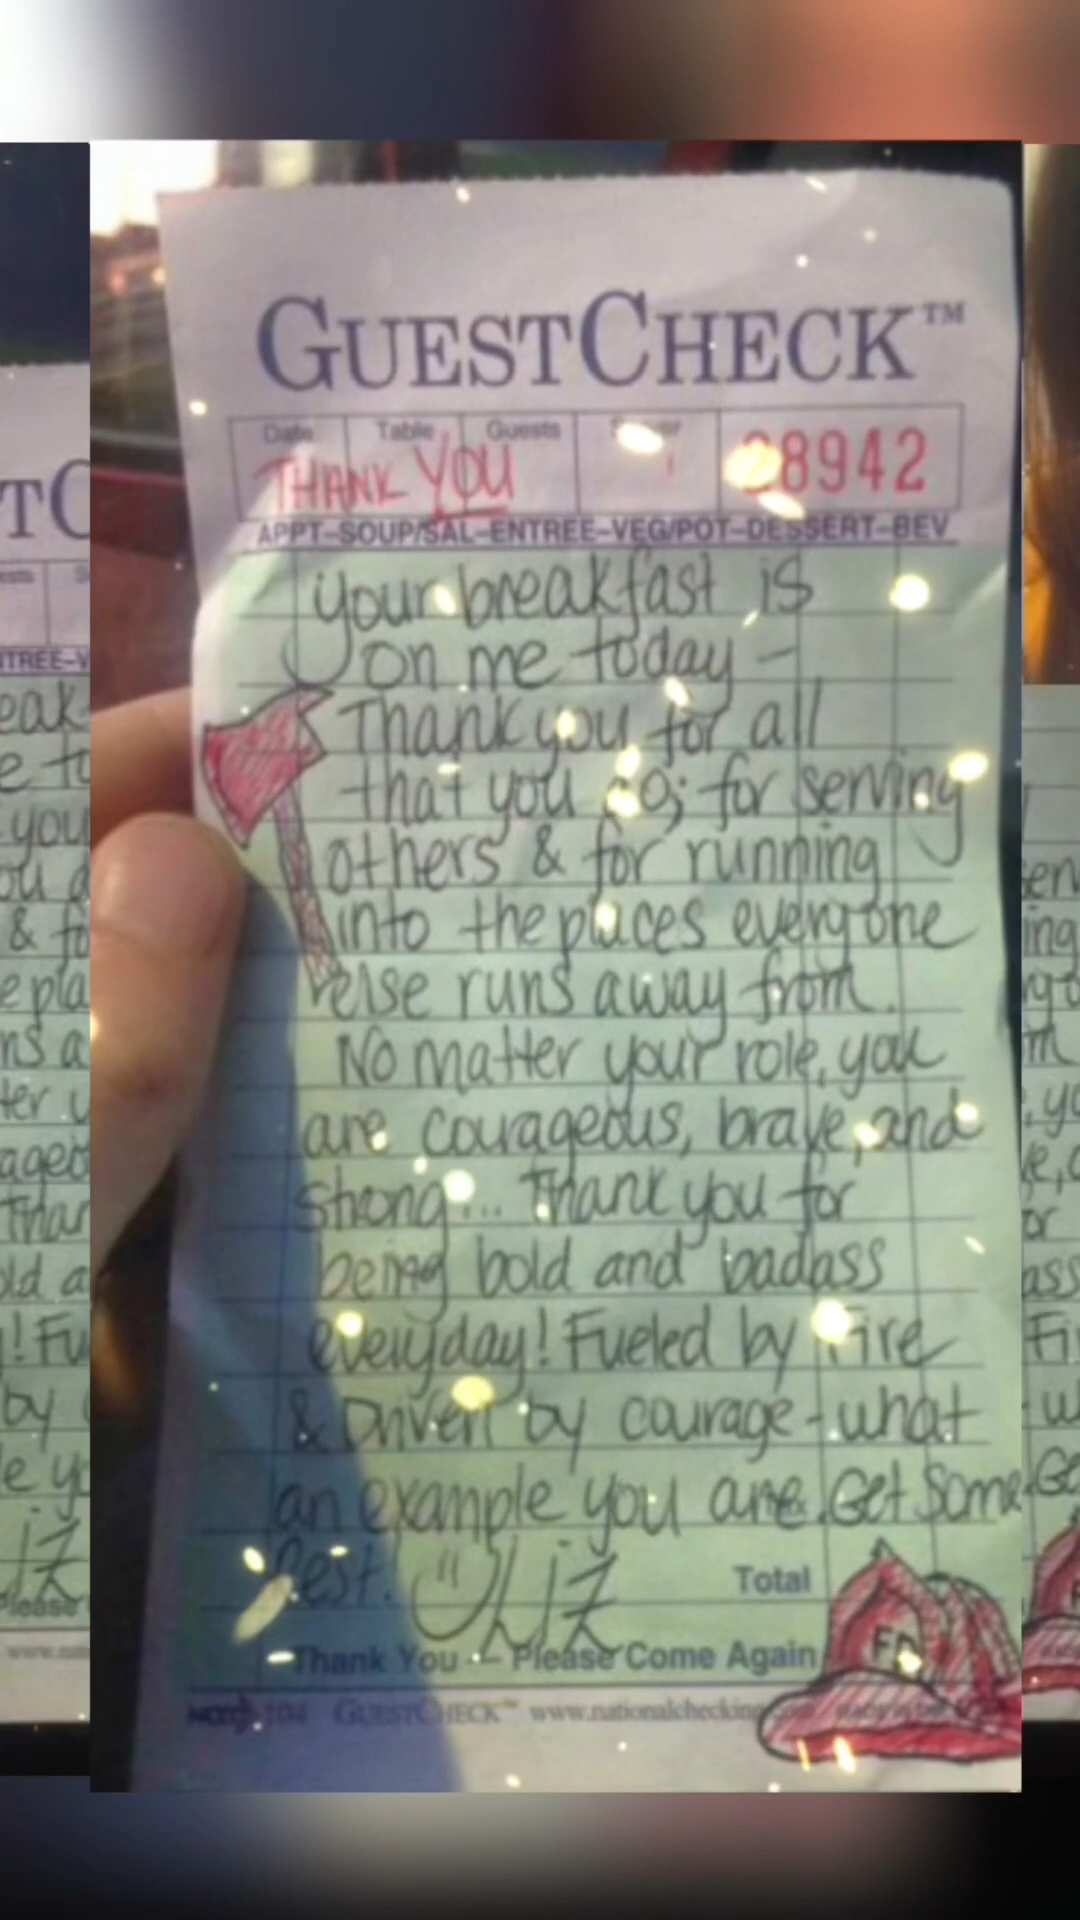 GUESTCHECK™
Date Table Guests
THANK YOU 8942
APPT–SOUP/SAL–ENTREE–VEG/POT–DESSERT–BEV
your breakfast is
on me today –
Thank you for all
that you do; for serving
others & for running
into the places everyone
else runs away from.
No matter your role, you
are courageous, brave, and
strong... Thank you for
being bold and badass
everyday! Fueled by Fire
& Driven by courage - what
an example you are. Get Some
Rest! Liz
Total
Thank You — Please Come Again
104 GUESTCHECK™ www.nationalchecking
FD